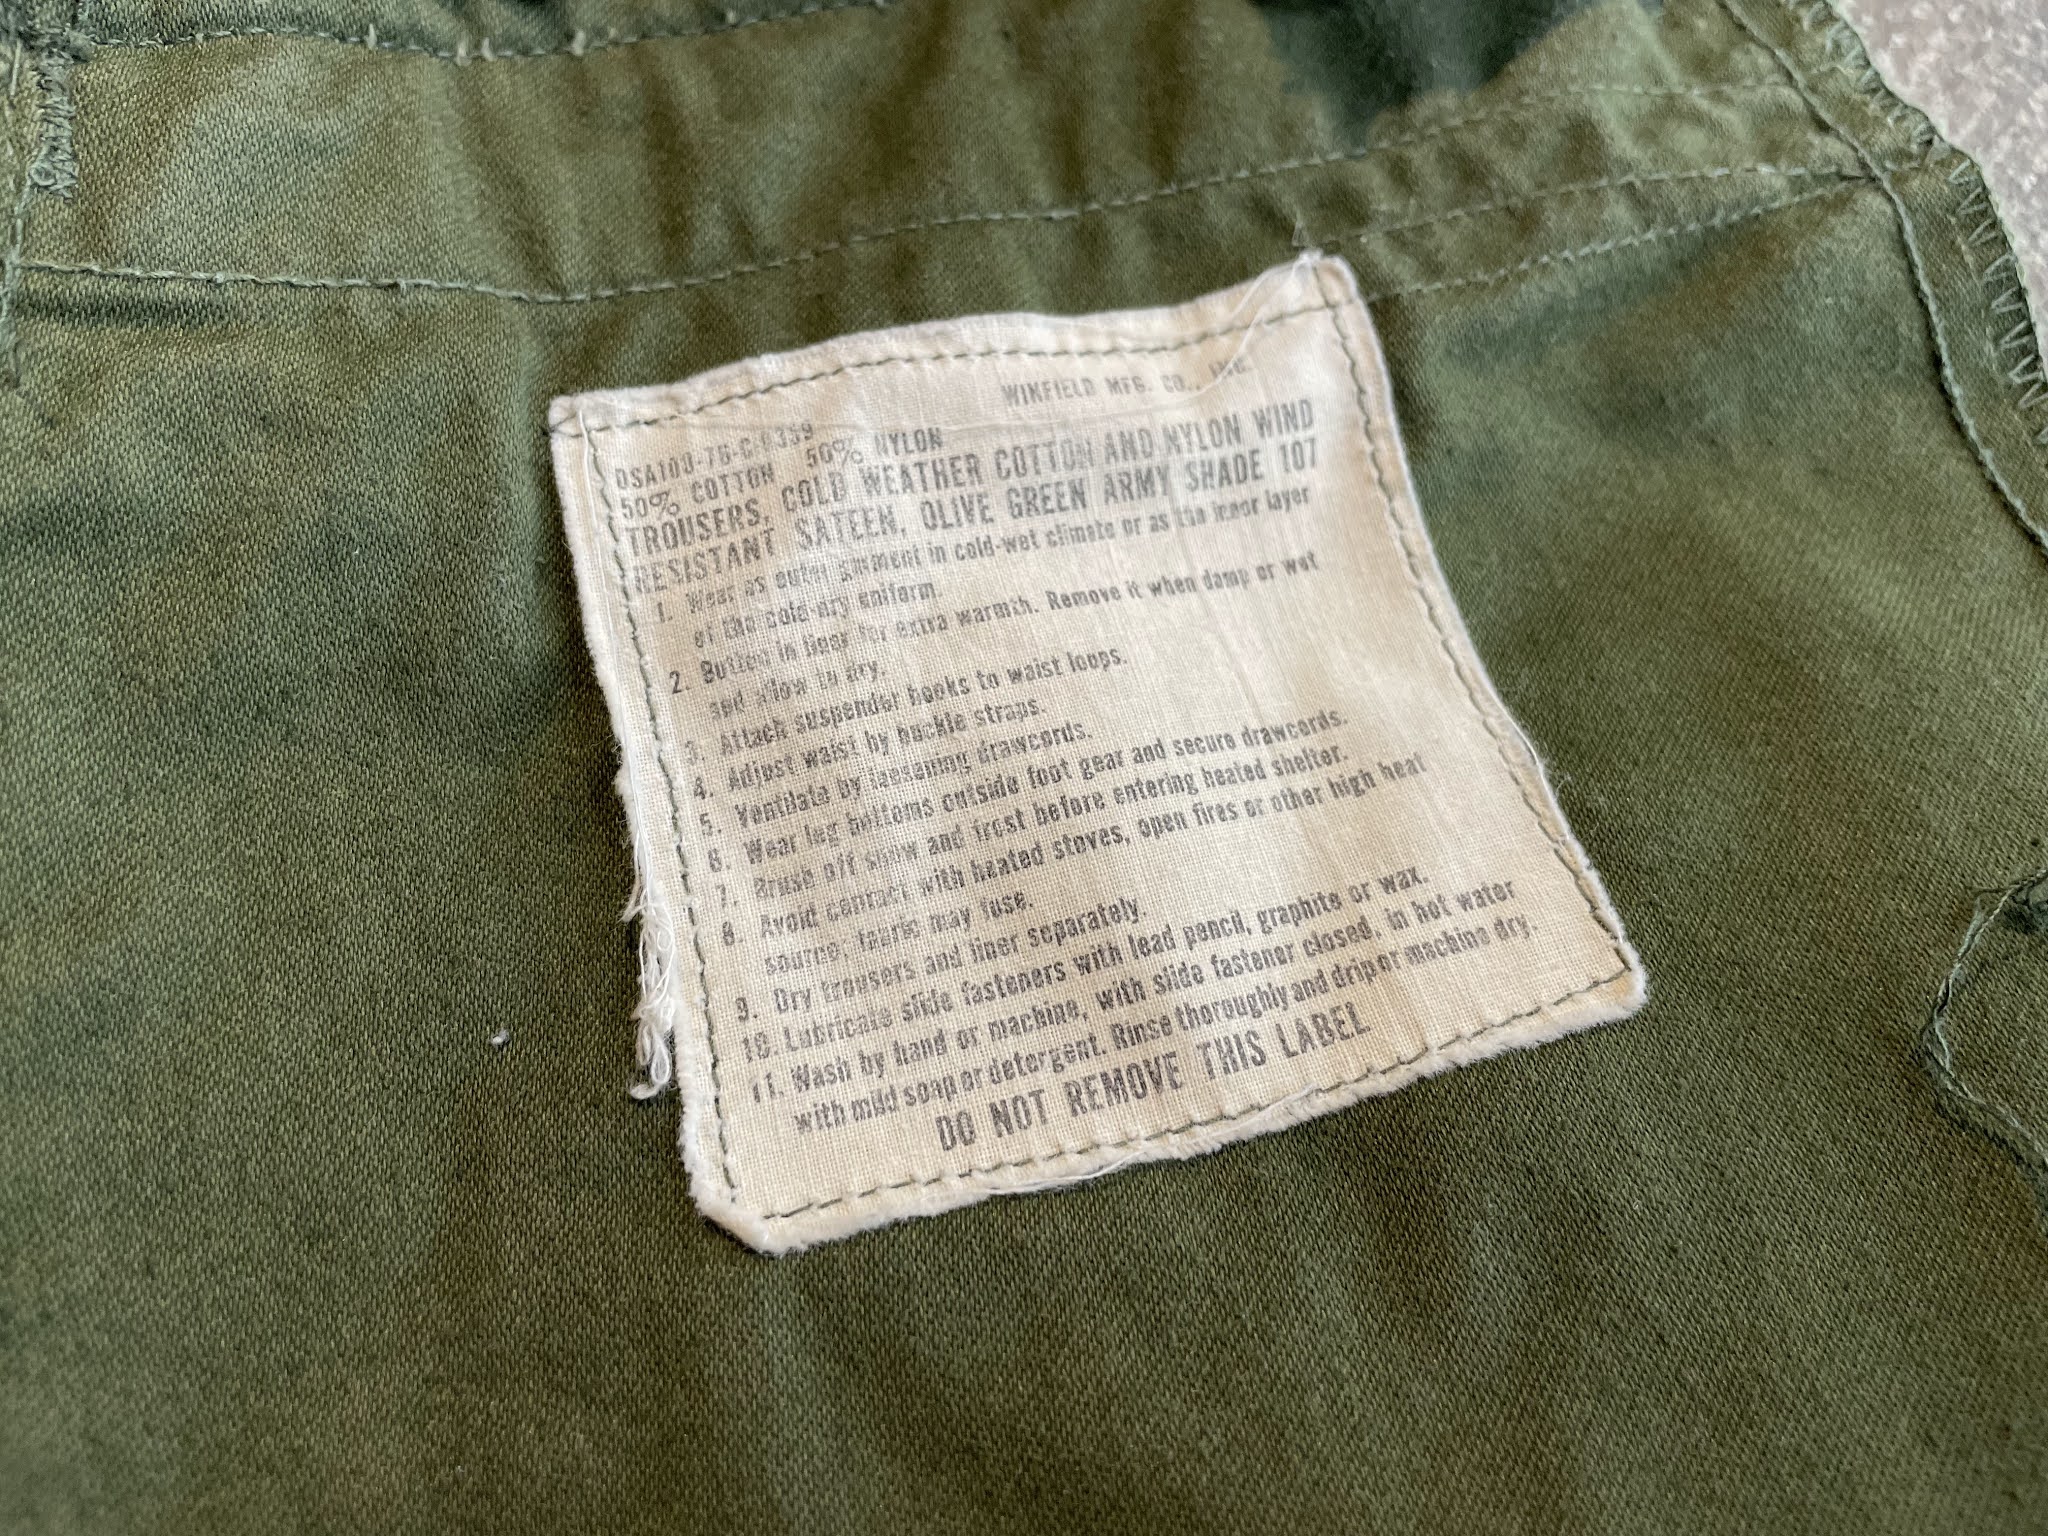 WINFIELD MFG. CO., INC.
50% COTTON 50% NYLON
TROUSERS, COLD WEATHER COTTON AND NYLON WIND
RESISTANT SATEEN, OLIVE GREEN ARMY SHADE 107
1. Wear as outer garment in cold-wet climate or as the inner layer
of the cold-dry uniform.
2. Button in liner for extra warmth. Remove it when damp or wet
and allow to dry.
3. Attach suspender hooks to waist loops.
4. Adjust waist by buckle straps.
5. Ventilate by loosening drawcords.
6. Wear leg bottoms outside foot gear and secure drawcords.
7. Brush off snow and frost before entering heated shelter.
8. Avoid contact with heated stoves, open fires or other high heat
source; fabric may fuse.
9. Dry trousers and liner separately.
10. Lubricate slide fasteners with lead pencil, graphite or wax.
11. Wash by hand or machine, with slide fastener closed, in hot water
with mild soap or detergent. Rinse thoroughly and drip or machine dry.
DO NOT REMOVE THIS LABEL